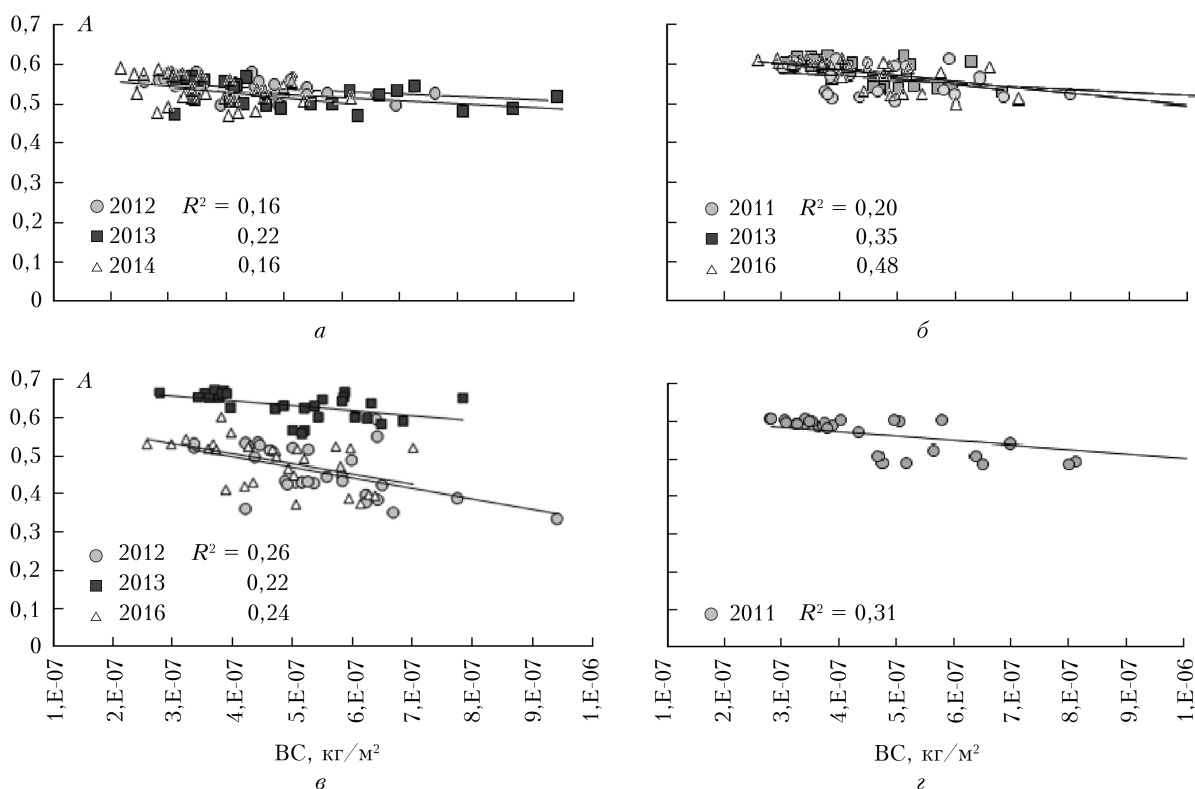 0,7 A
0,6
0,5
0,4
0,3
0,2
0,1
0
2012 R² = 0,16
2013 0,22
2014 0,16
а
2011 R² = 0,20
2013 0,35
2016 0,48
б
0,7 A
0,6
0,5
0,4
0,3
0,2
0,1
0
2012 R² = 0,26
2013 0,22
2016 0,24
1,E-07
2,E-07
3,E-07
4,E-07
5,E-07
6,E-07
7,E-07
8,E-07
9,E-07
1,E-06
BC, кг/м²
в
2011 R² = 0,31
1,E-07
2,E-07
3,E-07
4,E-07
5,E-07
6,E-07
7,E-07
8,E-07
9,E-07
1,E-06
BC, кг/м²
г